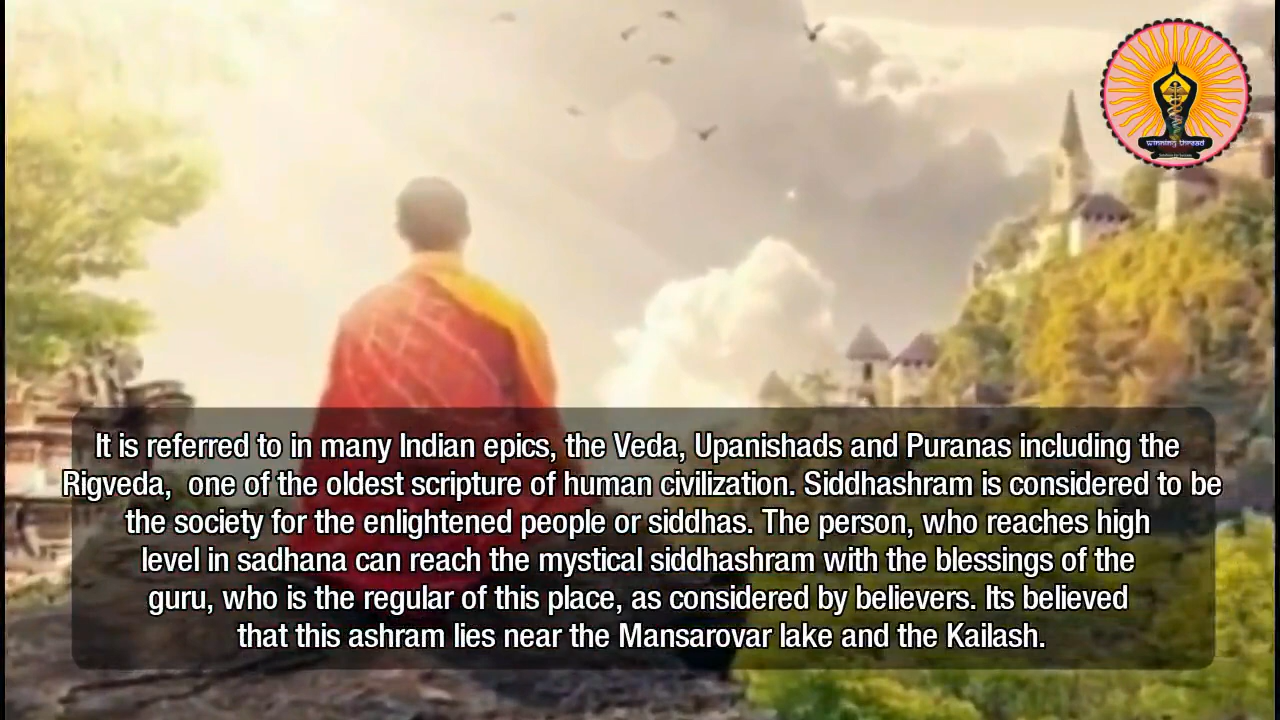 winning thread
It is referred to in many Indian epics, the Veda, Upanishads and Puranas including the
Rigveda,  one of the oldest scripture of human civilization. Siddhashram is considered to be
the society for the enlightened people or siddhas. The person, who reaches high
level in sadhana can reach the mystical siddhashram with the blessings of the
guru, who is the regular of this place, as considered by believers. Its believed
that this ashram lies near the Mansarovar lake and the Kailash.